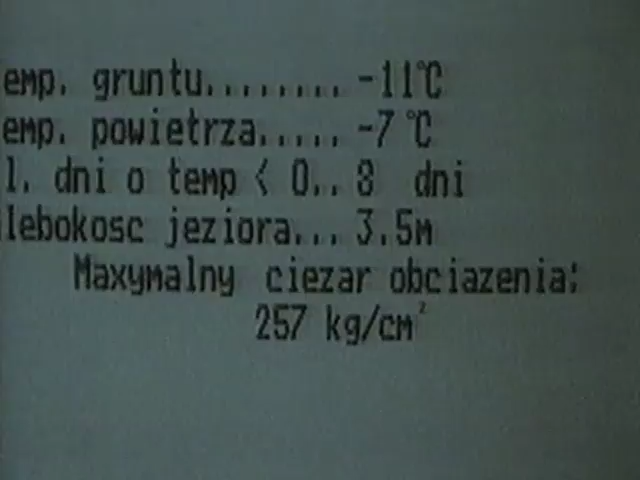 emp. gruntu........ -11°C
emp. powietrza..... -7 °C
l. dni o temp < 0.. 8 dni
lebokosc jeziora... 3.5m
Maxymalny ciezar obciazenia:
257 kg/cm²